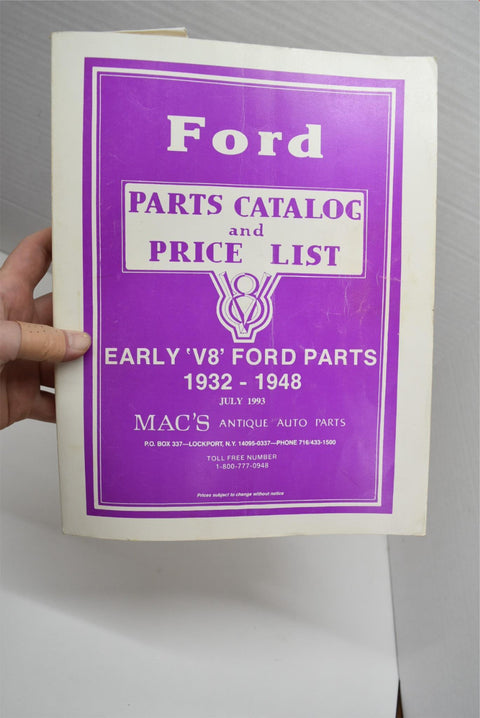 Ford
PARTS CATALOG
and
PRICE LIST
V8
EARLY 'V8' FORD PARTS
1932 - 1948
JULY 1993
MAC'S ANTIQUE AUTO PARTS
P.O. BOX 337—LOCKPORT, N.Y. 14095-0337—PHONE 716/433-1500
TOLL FREE NUMBER
1-800-777-0948
Prices subject to change without notice